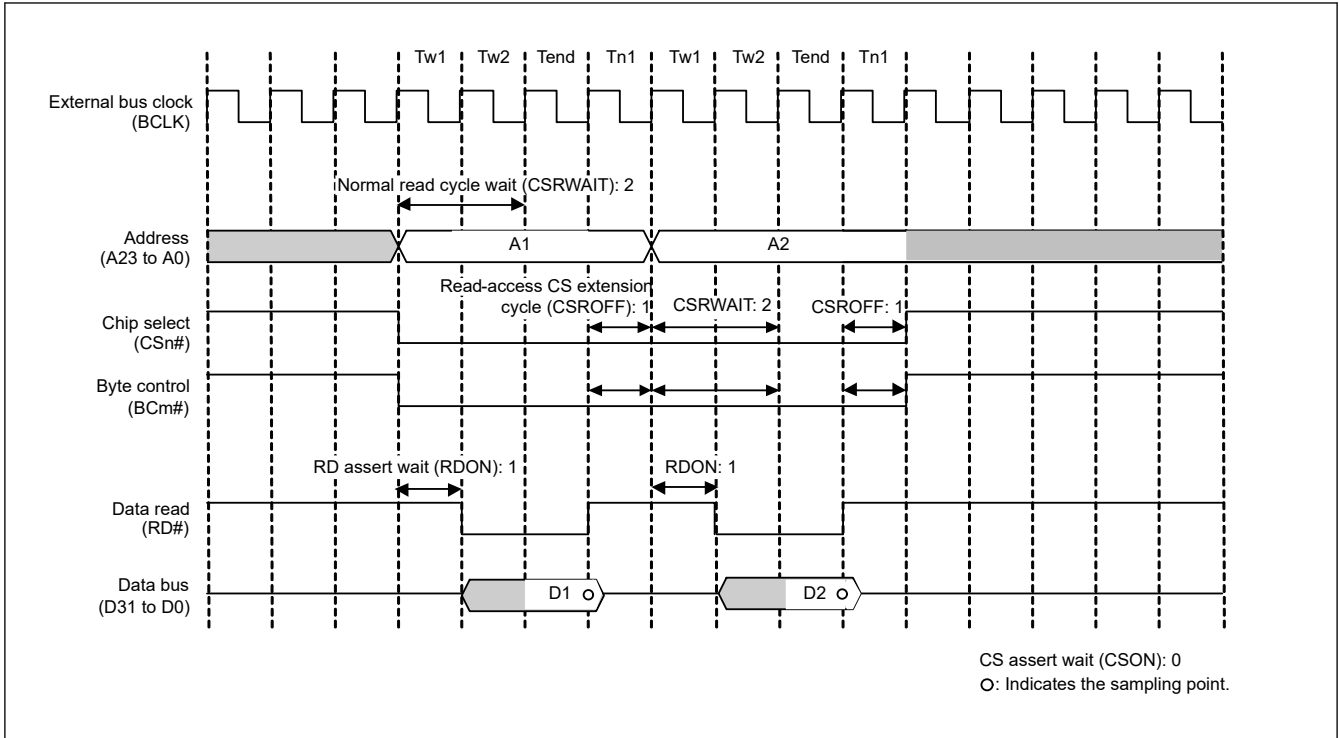 Tw1 Tw2 Tend Tn1 Tw1 Tw2 Tend Tn1
External bus clock
(BCLK)
Normal read cycle wait (CSRWAIT): 2
Address
(A23 to A0)
A1 A2
Read-access CS extension
cycle (CSROFF): 1 CSRWAIT: 2 CSROFF: 1
Chip select
(CSn#)
Byte control
(BCm#)
RD assert wait (RDON): 1 RDON: 1
Data read
(RD#)
Data bus
(D31 to D0)
D1 D2
CS assert wait (CSON): 0
O: Indicates the sampling point.